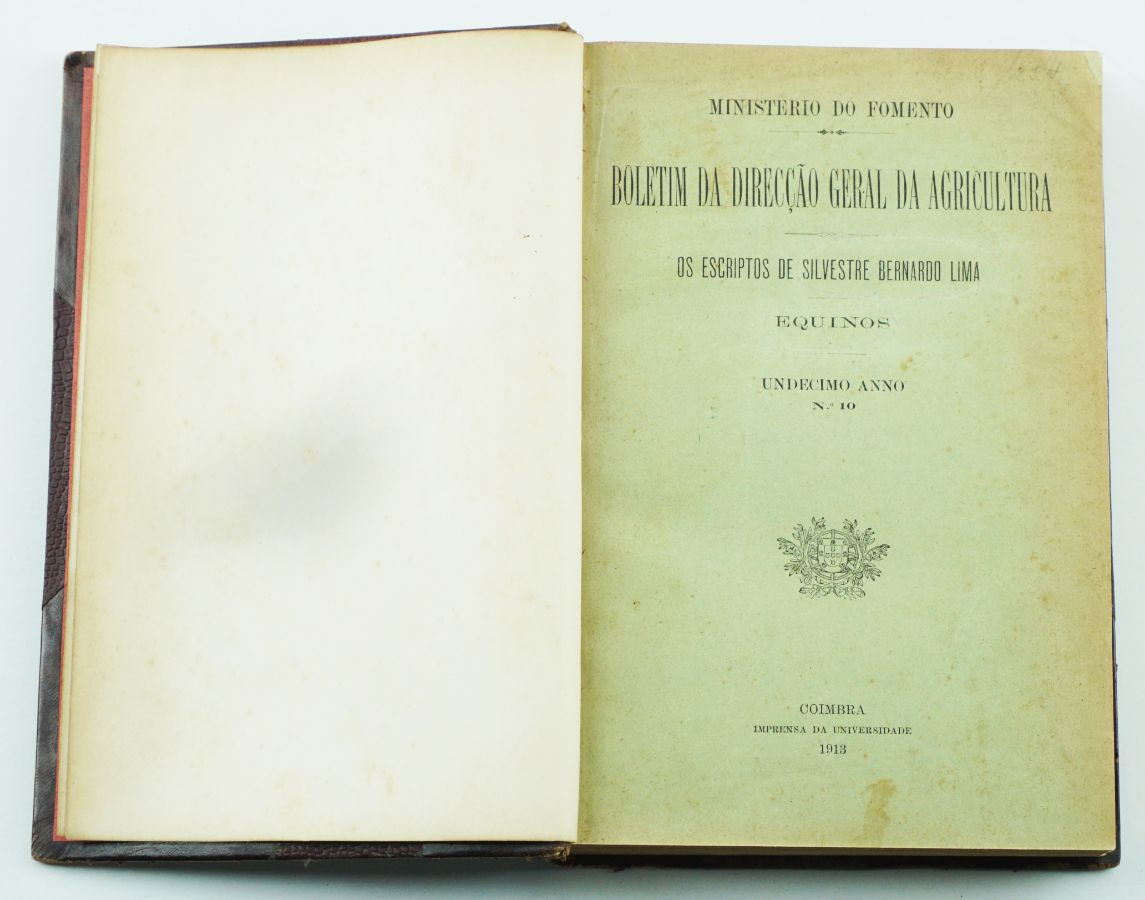 MINISTERIO DO FOMENTO
BOLETIM DA DIRECÇÃO GERAL DA AGRICULTURA
OS ESCRIPTOS DE SILVESTRE BERNARDO LIMA
EQUINOS
UNDECIMO ANNO
N.º 10
COIMBRA
IMPRENSA DA UNIVERSIDADE
1913